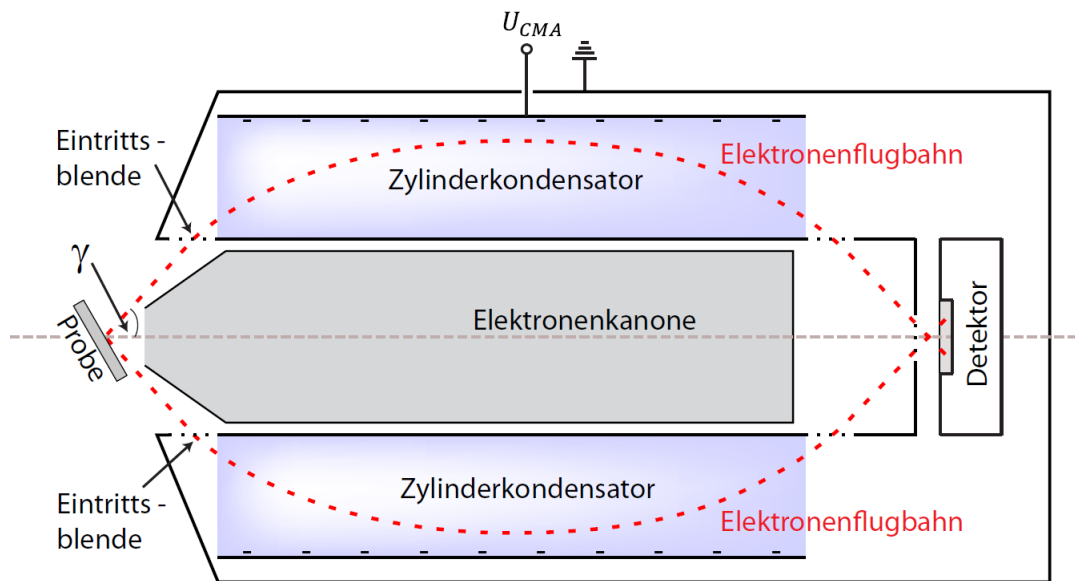 U_CMA
Eintritts -
blende
Elektronenflugbahn
Zylinderkondensator
γ
Elektronenkanone
Probe
Detektor
Zylinderkondensator
Eintritts -
blende
Elektronenflugbahn